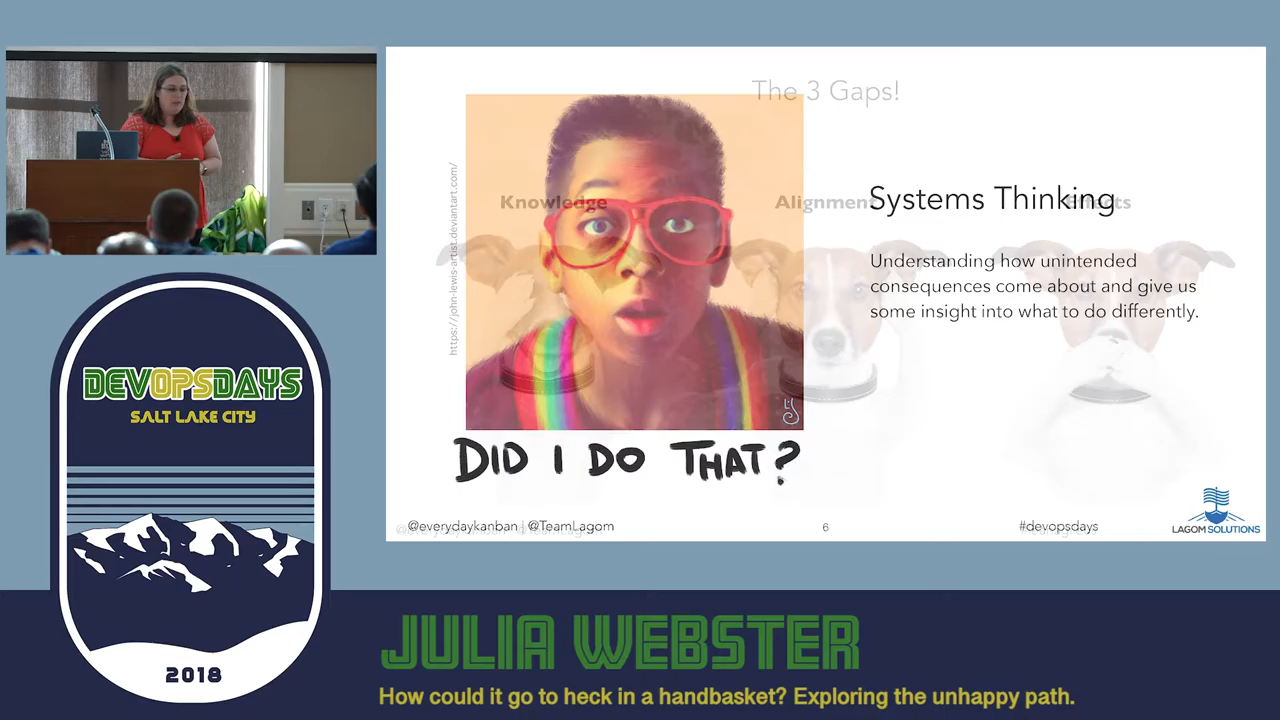 The 3 Gaps!
https://john-lewis-artist.deviantart.com/
Knowledge
Alignment
Effects
Systems Thinking
Understanding how unintended
consequences come about and give us
some insight into what to do differently.
DID I DO THAT?
@everydaykanban | @TeamLagom
6
#devopsdays
LAGOM SOLUTIONS
DEVOPSDAYS
SALT LAKE CITY
2018
JULIA WEBSTER
How could it go to heck in a handbasket? Exploring the unhappy path.